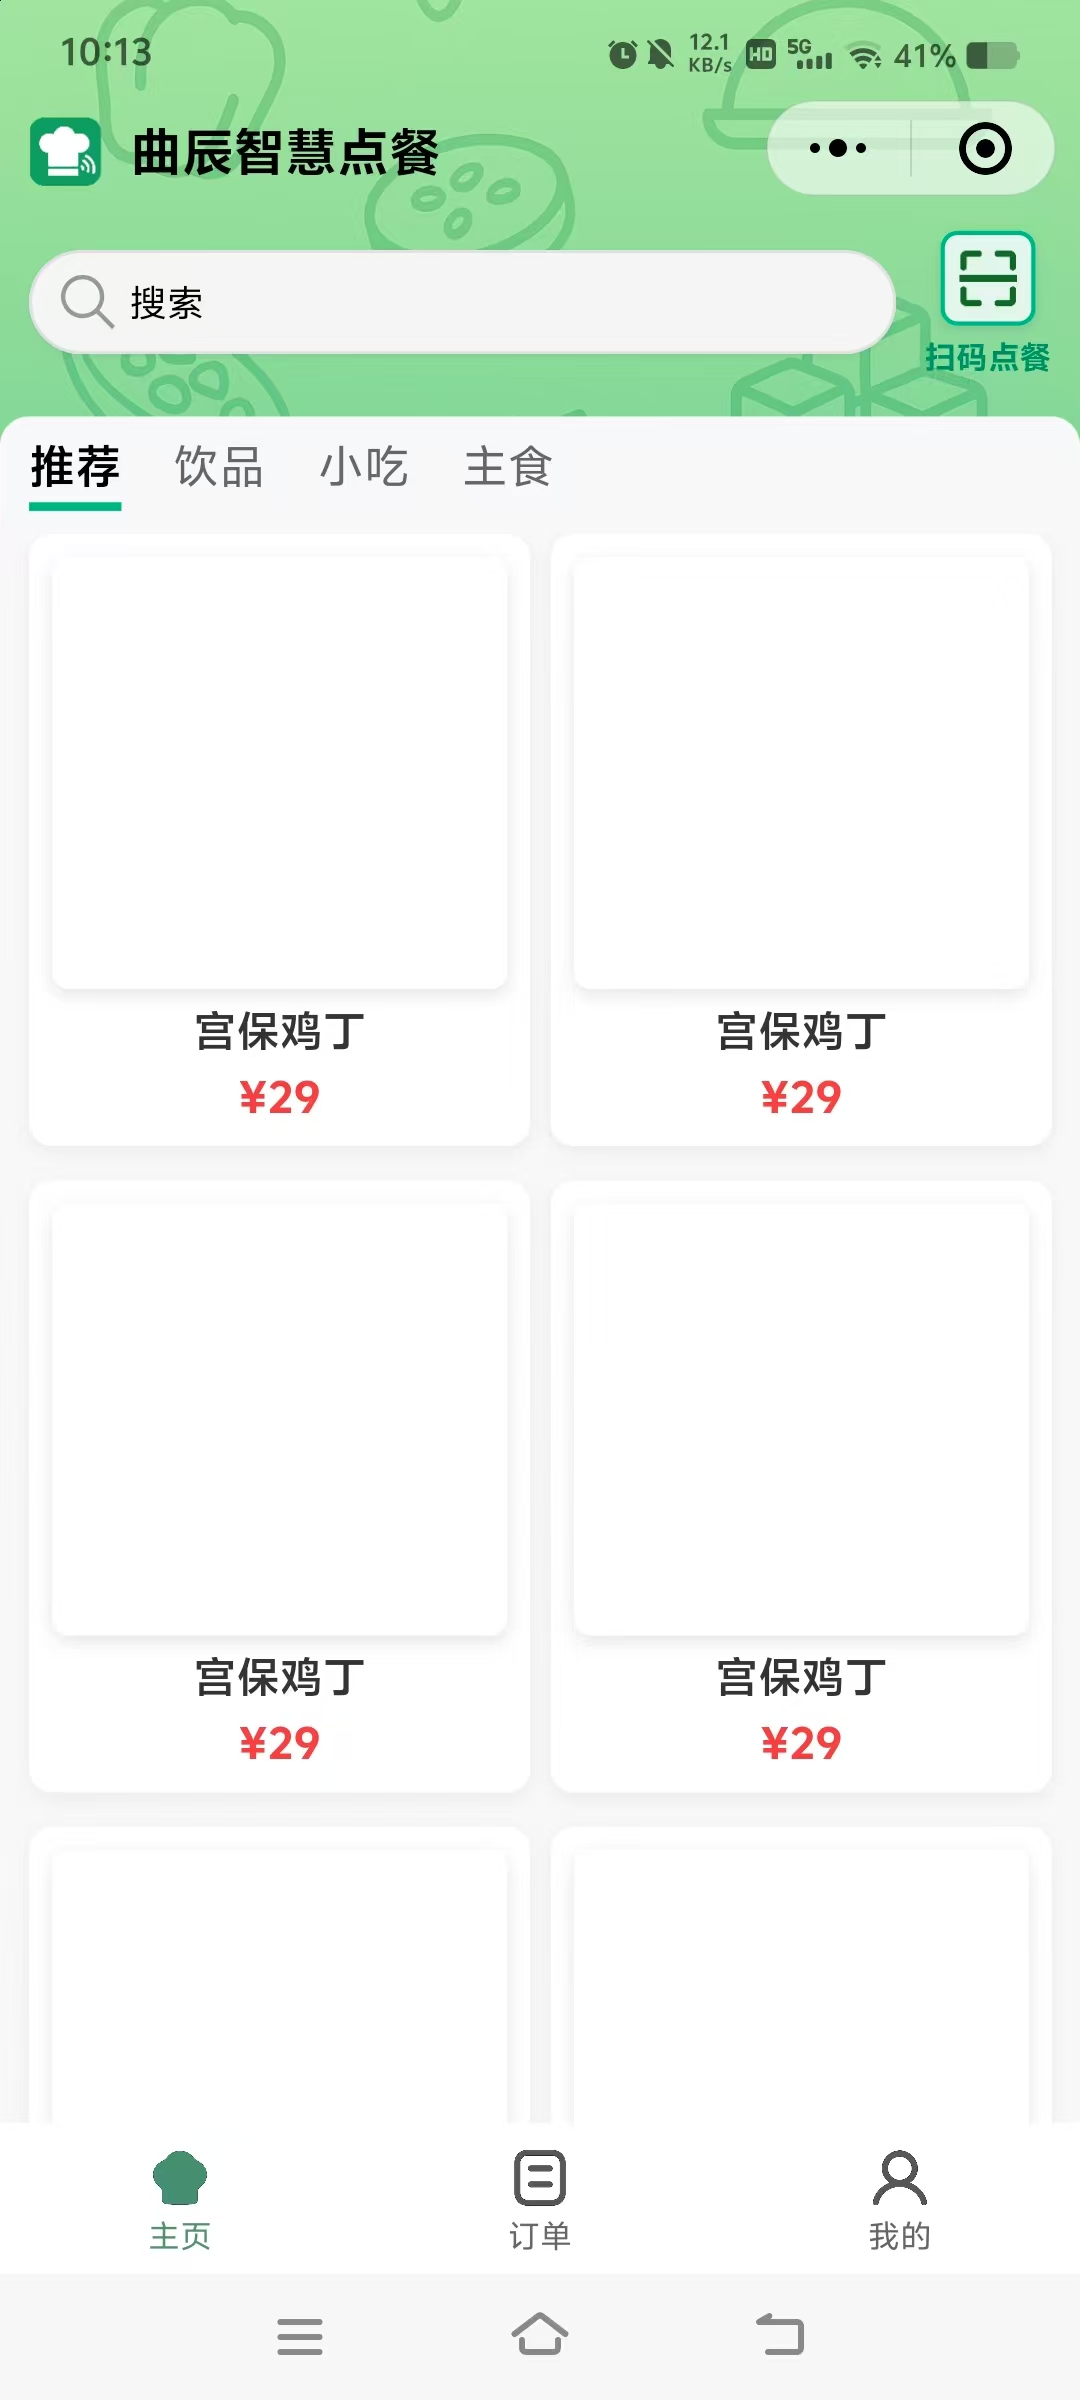 10:13
12.1 KB/s HD 5G 41%
曲辰智慧点餐
搜索
扫码点餐
推荐 饮品 小吃 主食
宫保鸡丁 宫保鸡丁
¥29 ¥29
宫保鸡丁 宫保鸡丁
¥29 ¥29
主页 订单 我的